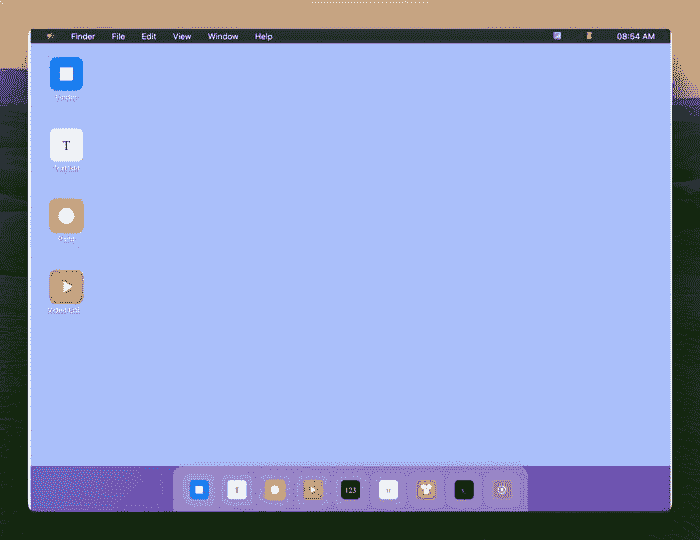 Finder File Edit View Window Help 08:54 AM
Finder
T
TextEdit
Paint
Video Edit
T 123